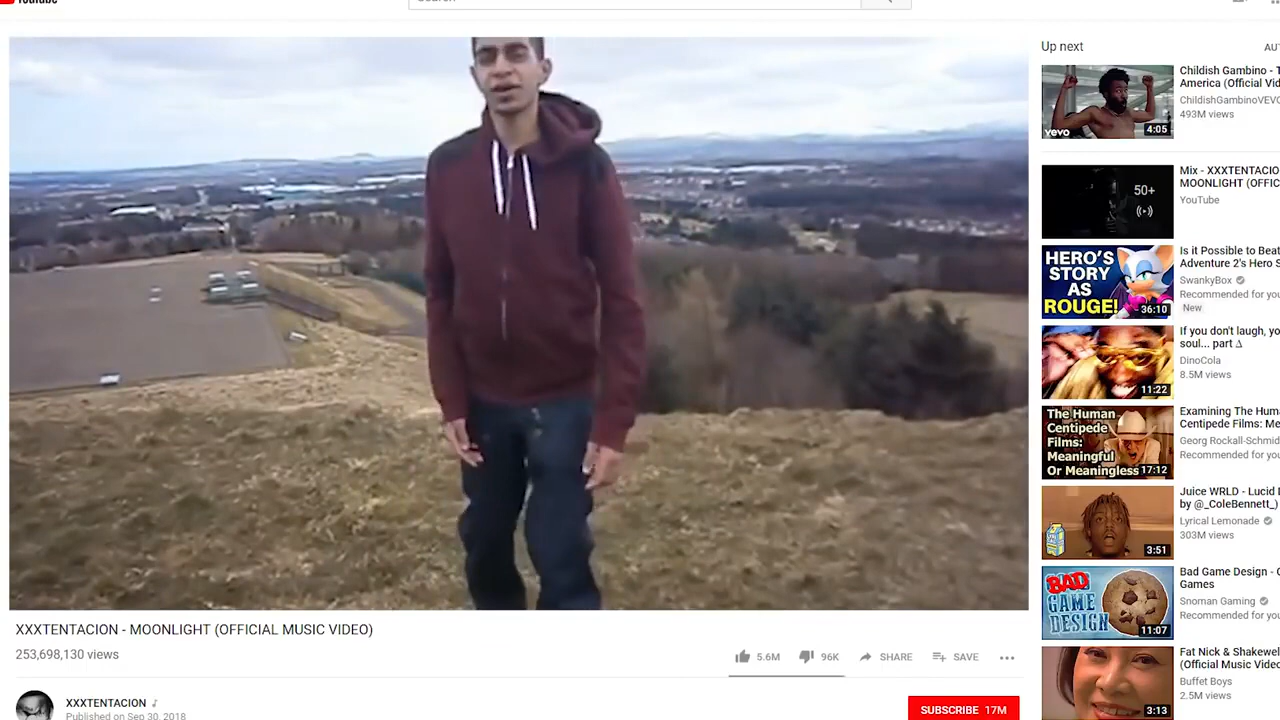 Up next
AUT
Childish Gambino - T
America (Official Vid
ChildishGambinoVEVO
493M views
vevo
4:05
50+
Mix - XXXTENTACIO
MOONLIGHT (OFFIC
YouTube
HERO'S
STORY
AS
ROUGE!
36:10
Is it Possible to Beat
Adventure 2's Hero S
SwankyBox
Recommended for you
New
11:22
If you don't laugh, yo
soul... part Δ
DinoCola
8.5M views
The Human
Centipede
Films:
Meaningful
Or Meaningless
17:12
Examining The Hum
Centipede Films: Me
Georg Rockall-Schmid
Recommended for you
3:51
Juice WRLD - Lucid D
by @_ColeBennett_)
Lyrical Lemonade
303M views
BAD
GAME
DESIGN
11:07
Bad Game Design - C
Games
Snoman Gaming
Recommended for you
3:13
Fat Nick & Shakewel
(Official Music Video
Buffet Boys
2.5M views
XXXTENTACION - MOONLIGHT (OFFICIAL MUSIC VIDEO)
253,698,130 views
5.6M
96K
SHARE
SAVE
XXXTENTACION
Published on Sep 30, 2018
SUBSCRIBE 17M